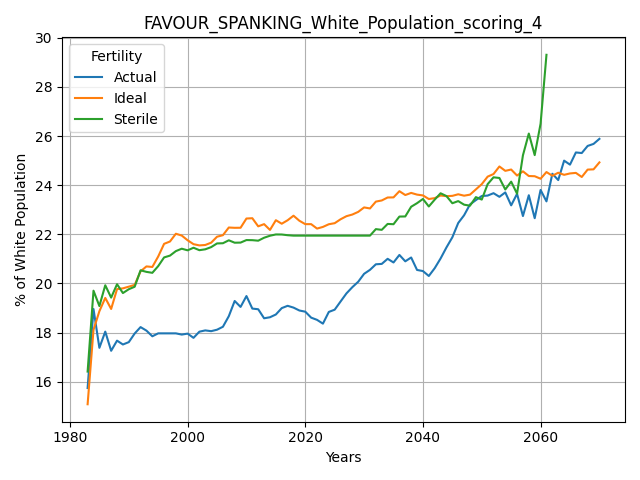 FAVOUR_SPANKING_White_Population_scoring_4
30
28
26
24
22
20
18
16
% of White Population
Fertility
Actual
Ideal
Sterile
1980
2000
2020
2040
2060
Years